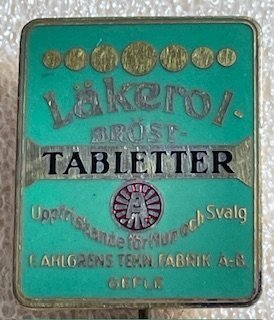 Läkerol
BRÖST-
TABLETTER
A
Uppfriskande för Mun och Svalg
F. AHLGRENS TEKN. FABRIK A-B.
GEFLE